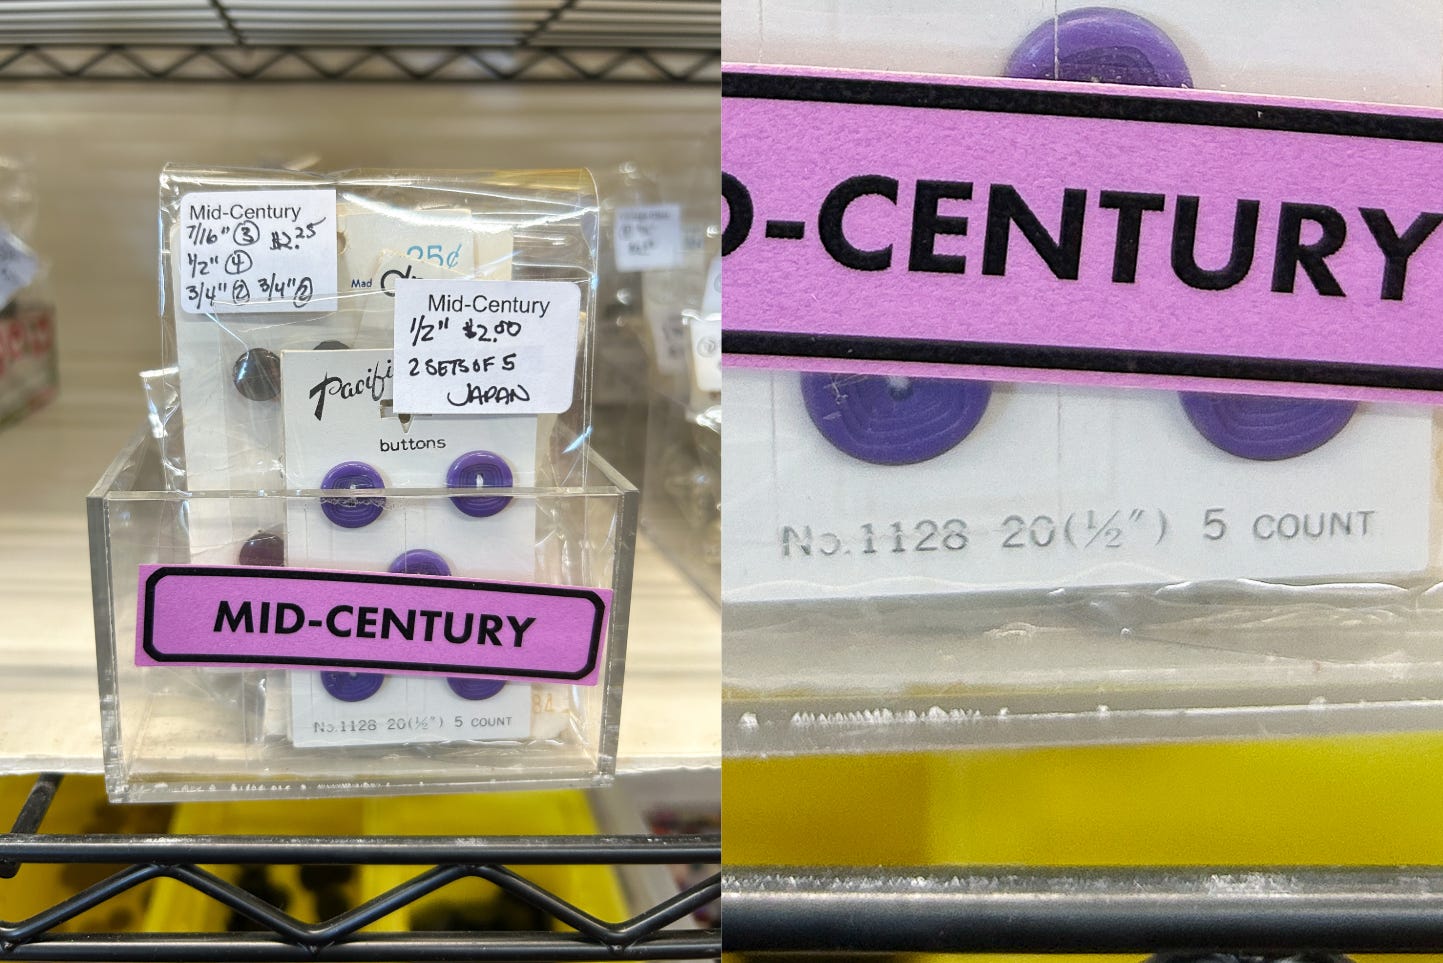 Mid-Century
7/16" 3 $2.25
1/2" 4
3/4" 2 3/4" 2
25¢
Mad
Mid-Century
1/2" $2.00
2 SETS OF 5
JAPAN
buttons
MID-CENTURY
No.1128 20(½") 5 COUNT
D-CENTURY
No.1128 20(½") 5 COUNT